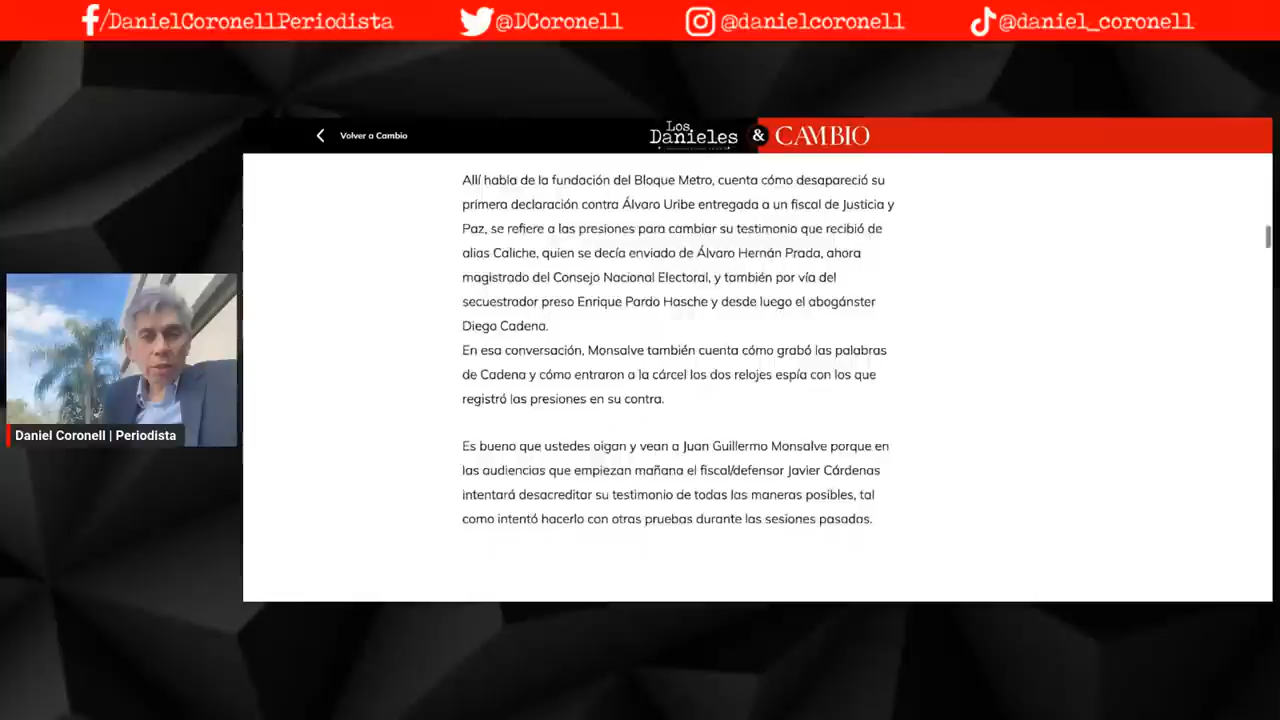 /DanielCoronellPeriodista
@DCoronell
@danielcoronell
@daniel_coronell
Volver a Cambio
Los Danieles & CAMBIO
Allí habla de la fundación del Bloque Metro, cuenta cómo desapareció su
primera declaración contra Álvaro Uribe entregada a un fiscal de Justicia y
Paz, se refiere a las presiones para cambiar su testimonio que recibió de
alias Caliche, quien se decía enviado de Álvaro Hernán Prada, ahora
magistrado del Consejo Nacional Electoral, y también por vía del
secuestrador preso Enrique Pardo Hasche y desde luego el abogánster
Diego Cadena.
En esa conversación, Monsalve también cuenta cómo grabó las palabras
de Cadena y cómo entraron a la cárcel los dos relojes espía con los que
registró las presiones en su contra.
Es bueno que ustedes oigan y vean a Juan Guillermo Monsalve porque en
las audiencias que empiezan mañana el fiscal/defensor Javier Cárdenas
intentará desacreditar su testimonio de todas las maneras posibles, tal
como intentó hacerlo con otras pruebas durante las sesiones pasadas.
Daniel Coronell | Periodista